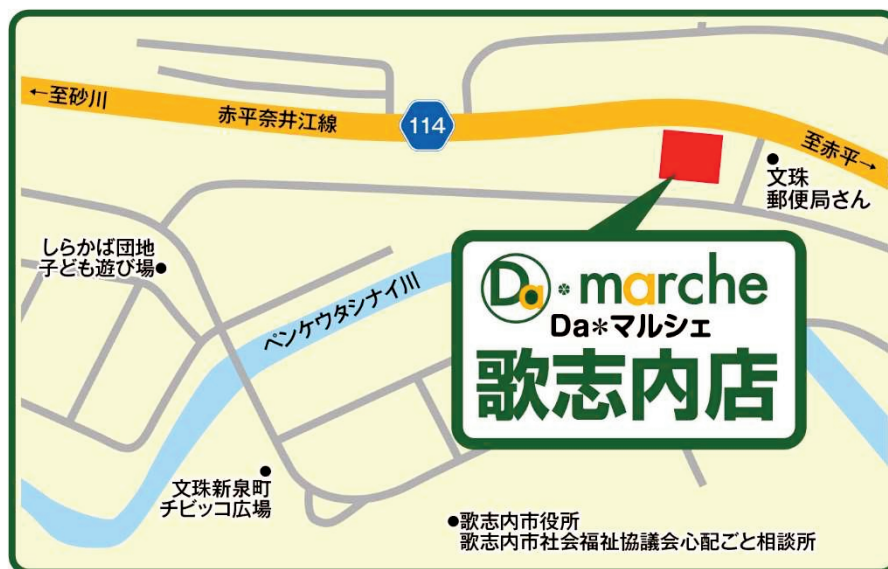 ←至砂川
赤平奈井江線
114
至赤平→
文珠
郵便局さん
しらかば団地
子ども遊び場
ペンケウタシナイ川
Da*marche
Da*マルシェ
歌志内店
文珠新泉町
チビッコ広場
歌志内市役所
歌志内市社会福祉協議会心配ごと相談所